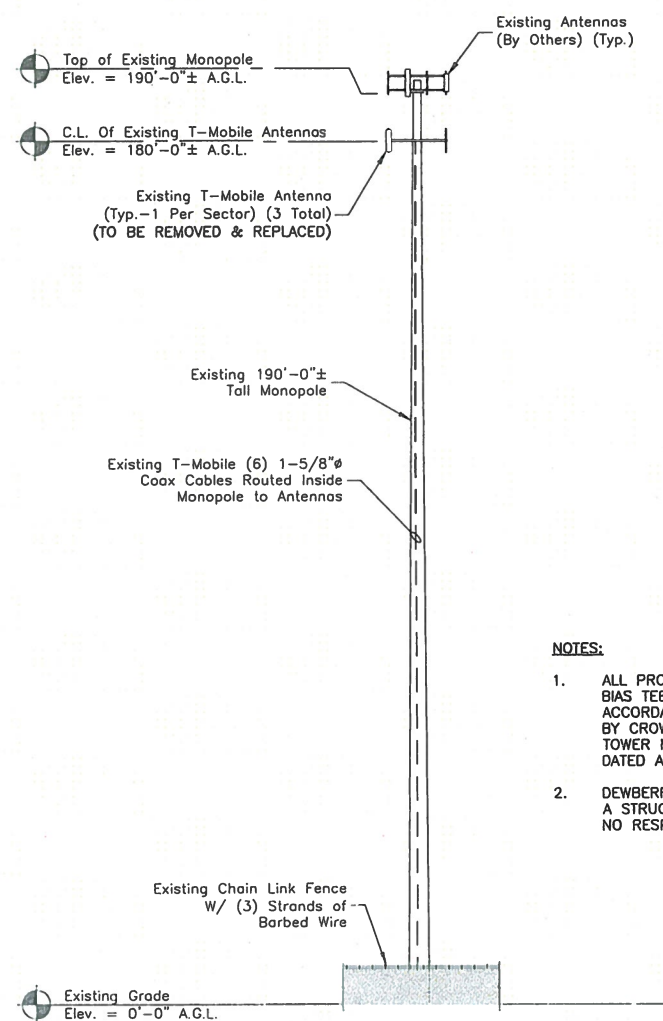 Existing Antennas
(By Others) (Typ.)
Top of Existing Monopole
Elev. = 190'-0"± A.G.L.
C.L. Of Existing T-Mobile Antennas
Elev. = 180'-0"± A.G.L.
Existing T-Mobile Antenna
(Typ.-1 Per Sector) (3 Total)
(TO BE REMOVED & REPLACED)
Existing 190'-0"±
Tall Monopole
Existing T-Mobile (6) 1-5/8"ø
Coax Cables Routed Inside
Monopole to Antennas
NOTES:
1. ALL PRO
BIAS TEE
ACCORDA
BY CROW
TOWER
DATED A
2. DEWBERR
A STRUC
NO RESP
Existing Chain Link Fence
W/ (3) Strands of
Barbed Wire
Existing Grade
Elev. = 0'-0" A.G.L.